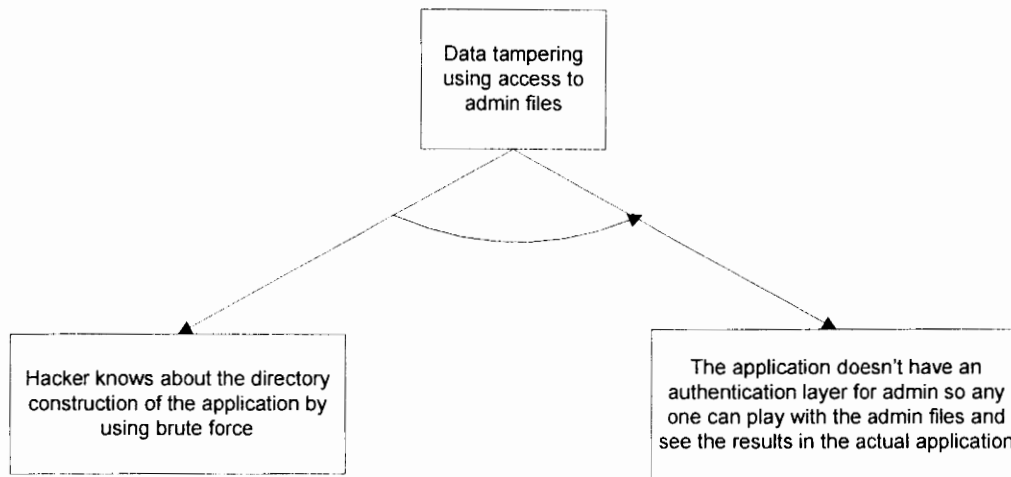 Data tampering
using access to
admin files
Hacker knows about the directory
construction of the application by
using brute force
The application doesn't have an
authentication layer for admin so any
one can play with the admin files and
see the results in the actual application